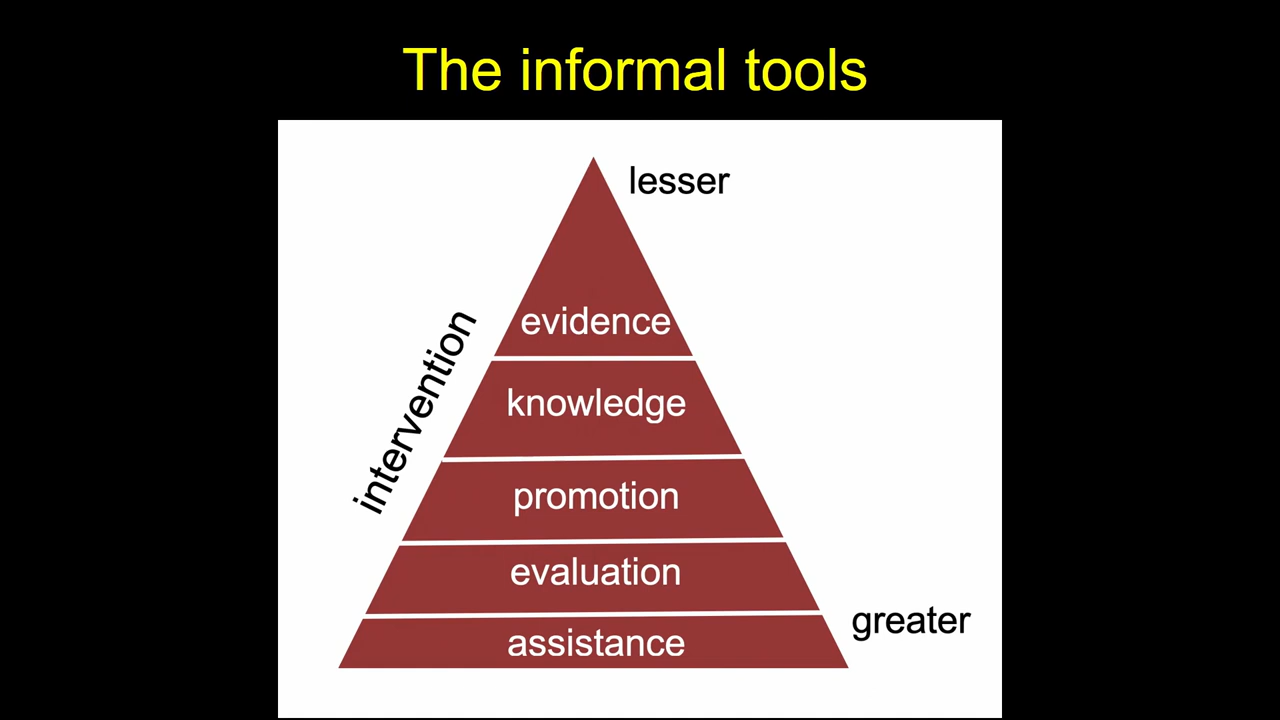 The informal tools
lesser
evidence
intervention
knowledge
promotion
evaluation
greater
assistance